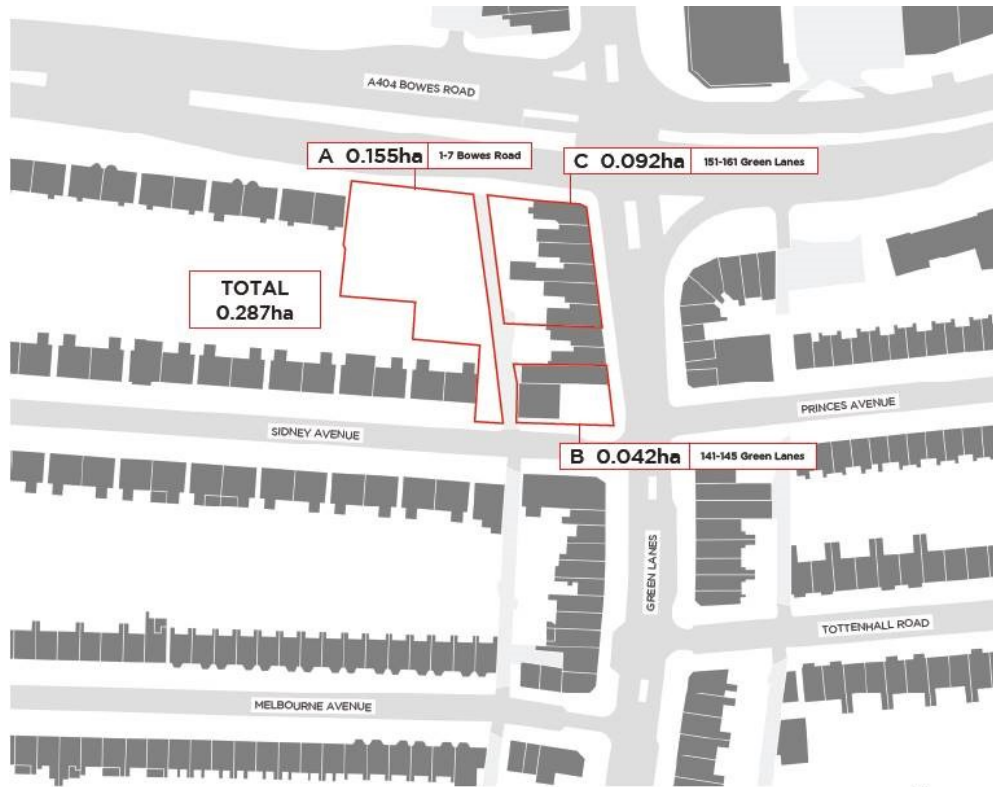 A404 BOWES ROAD
A 0.155ha 1-7 Bowes Road
C 0.092ha 151-161 Green Lanes
TOTAL
0.287ha
PRINCES AVENUE
SIDNEY AVENUE
B 0.042ha 141-145 Green Lanes
GREEN LANES
TOTTENHALL ROAD
MELBOURNE AVENUE